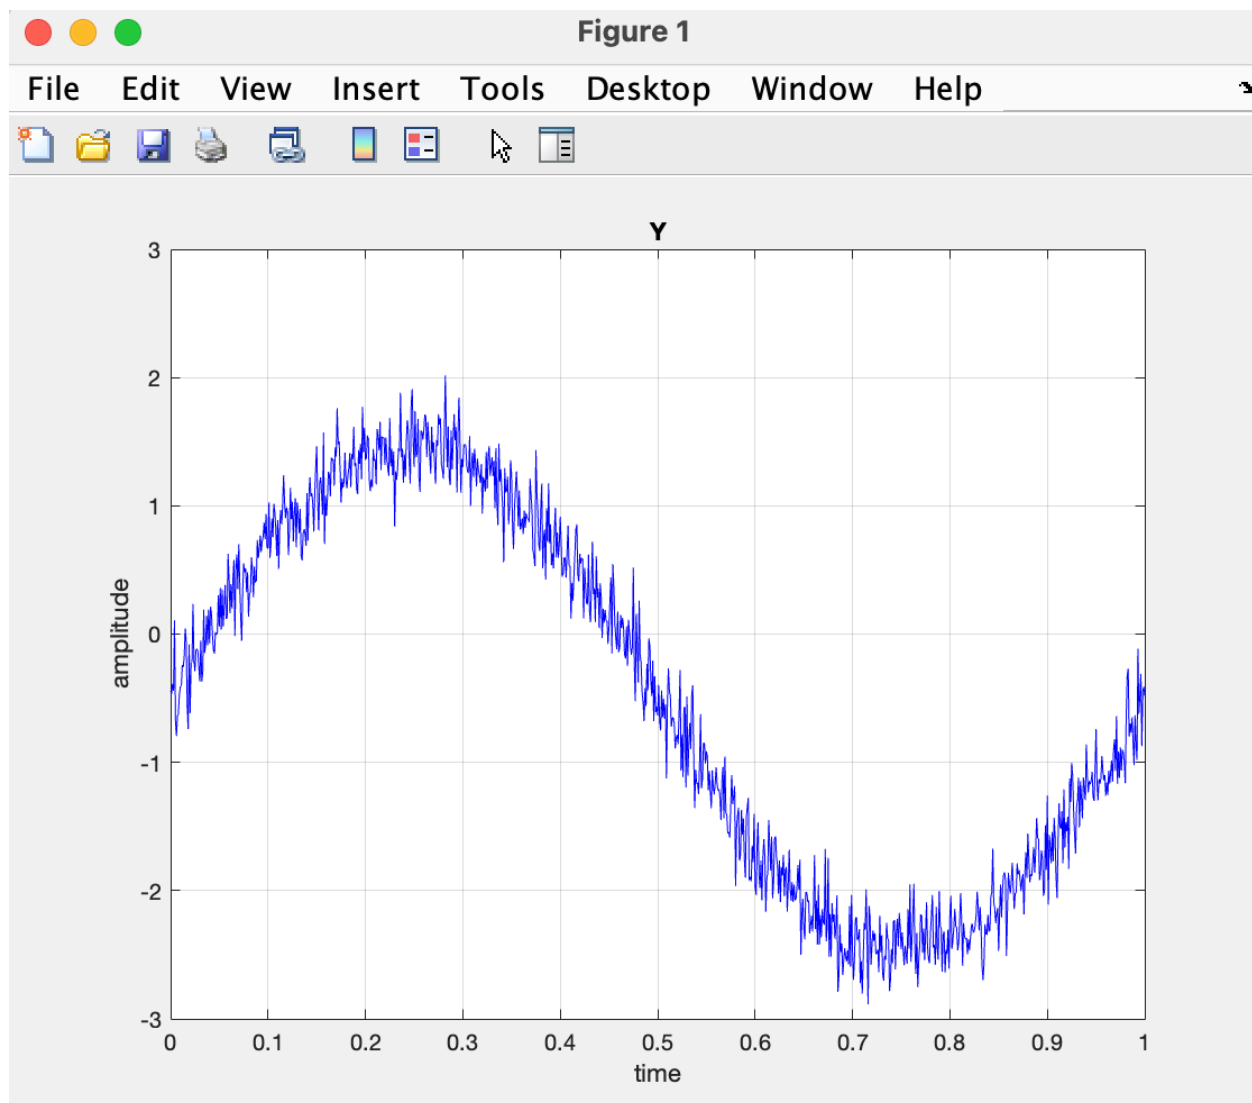 Figure 1
File Edit View Insert Tools Desktop Window Help
Y
3
2
1
0
-1
-2
-3
amplitude
0 0.1 0.2 0.3 0.4 0.5 0.6 0.7 0.8 0.9 1
time